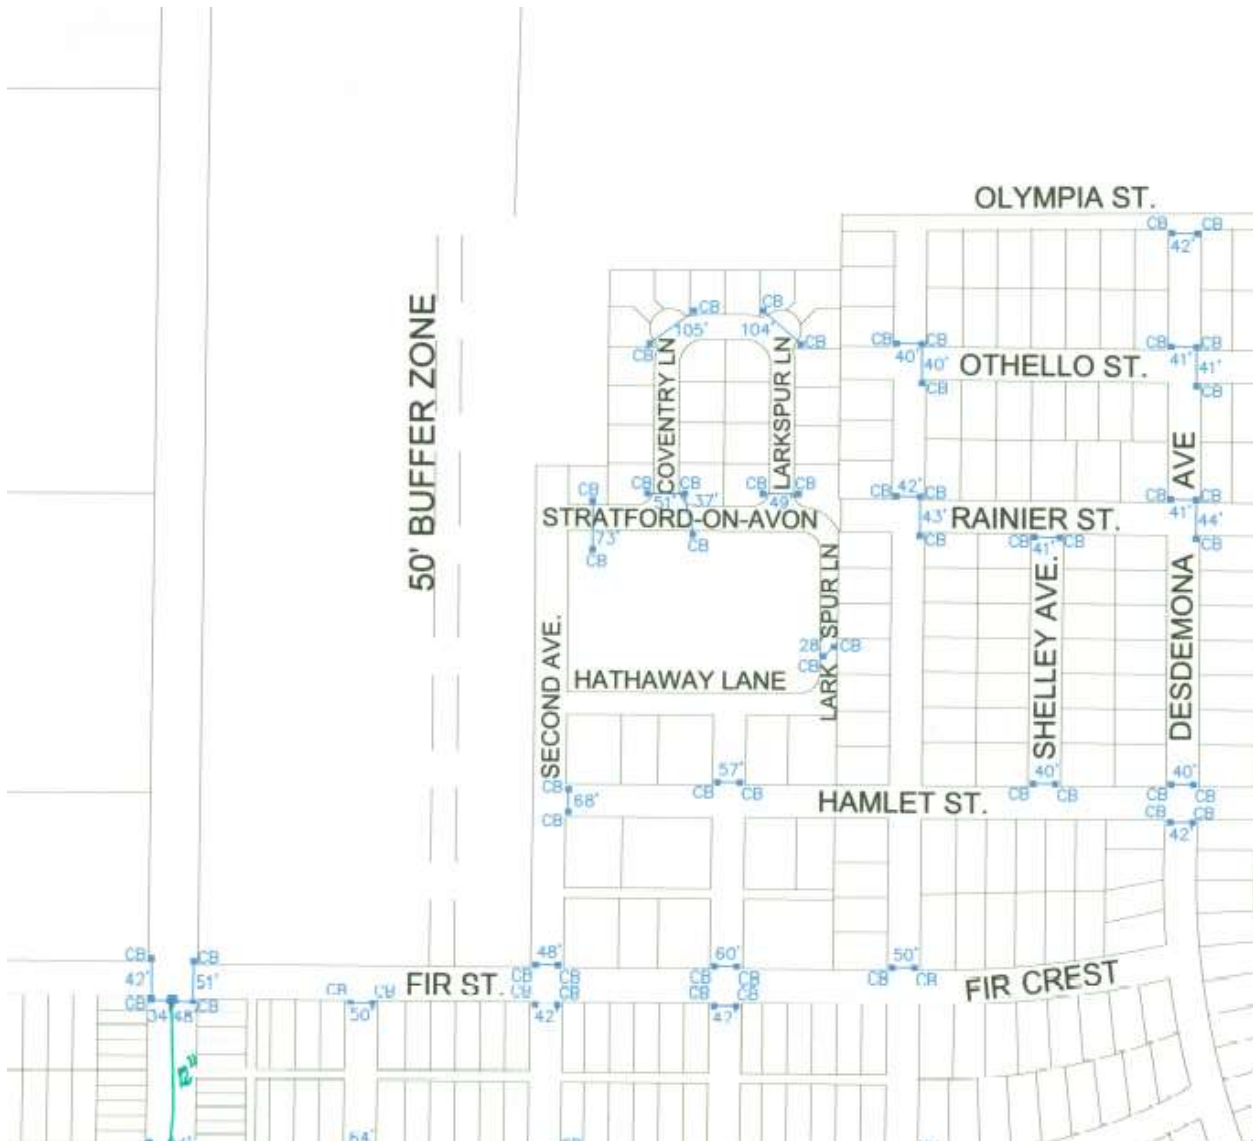 OLYMPIA ST.
CB CB
42'
CB CB
105' 104'
CB CB
CB CB CB CB
40' 40' 41' 41'
OTHELLO ST.
CB CB
50' BUFFER ZONE
COVENTRY LN
LARKSPUR LN
AVE
CB CB CB CB CB CB CB CB CB
51' 37' 49' 42' 41'
STRATFORD-ON-AVON
73' 43' 44'
RAINIER ST.
CB CB CB CB CB CB
41'
SECOND AVE.
LARK SPUR LN
SHELLEY AVE.
DESDEMONA
28 CB
CB
HATHAWAY LANE
57' 40' 40'
CB CB CB CB CB CB CB
68'
HAMLET ST.
CB CB CB
42'
48' 60' 50'
CB CB CB CB CB CB CB CB
42' 51'
FIR ST.
FIR CREST
CB CB CB CB CB CB CB CB
34' 48' 50' 42' 42'
12"
64' CB